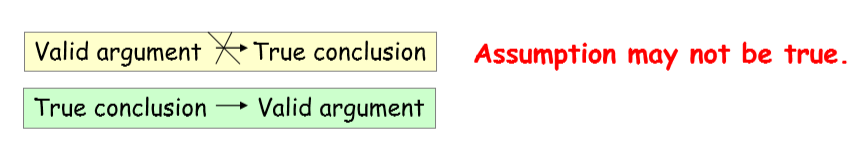 Valid argument → True conclusion Assumption may not be true.
True conclusion → Valid argument